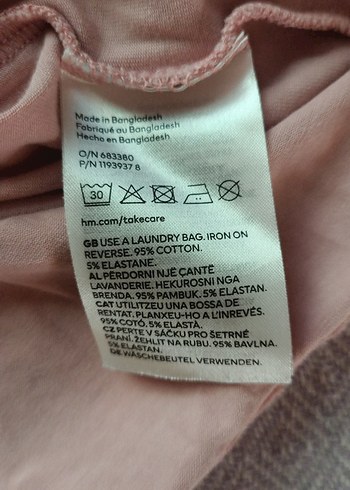 Made in Bangladesh
Fabriqué au Bangladesh
Hecho en Bangladesh
O/N 683380
P/N 1193937 8
30
hm.com/takecare
GB USE A LAUNDRY BAG. IRON ON
REVERSE. 95% COTTON.
5% ELASTANE.
AL PËRDORNI NJË ÇANTË
LAVANDERIE. HEKUROSNI NGA
BRENDA. 95% PAMBUK. 5% ELASTAN.
CAT UTILITZEU UNA BOSSA DE
RENTAT. PLANXEU-HO A L'INREVÉS.
95% COTÓ. 5% ELASTÀ.
CZ PERTE V SÁČKU PRO ŠETRNÉ
PRANÍ. ŽEHLIT NA RUBU. 95% BAVLNA.
5% ELASTAN.
DE WÄSCHEBEUTEL VERWENDEN.